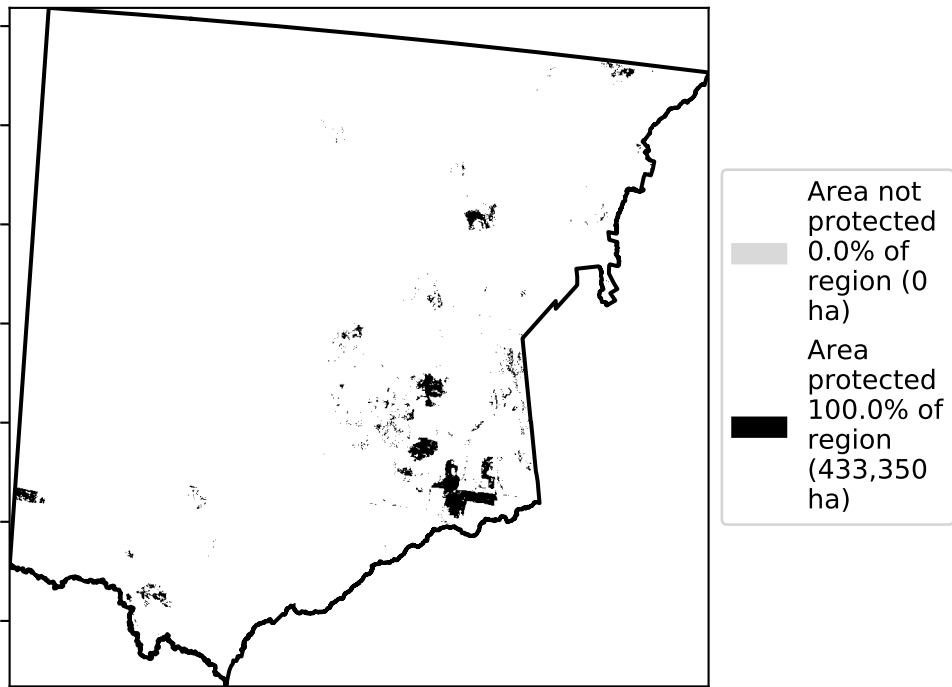 Area not
protected
0.0% of
region (0
ha)
Area
protected
100.0% of
region
(433,350
ha)